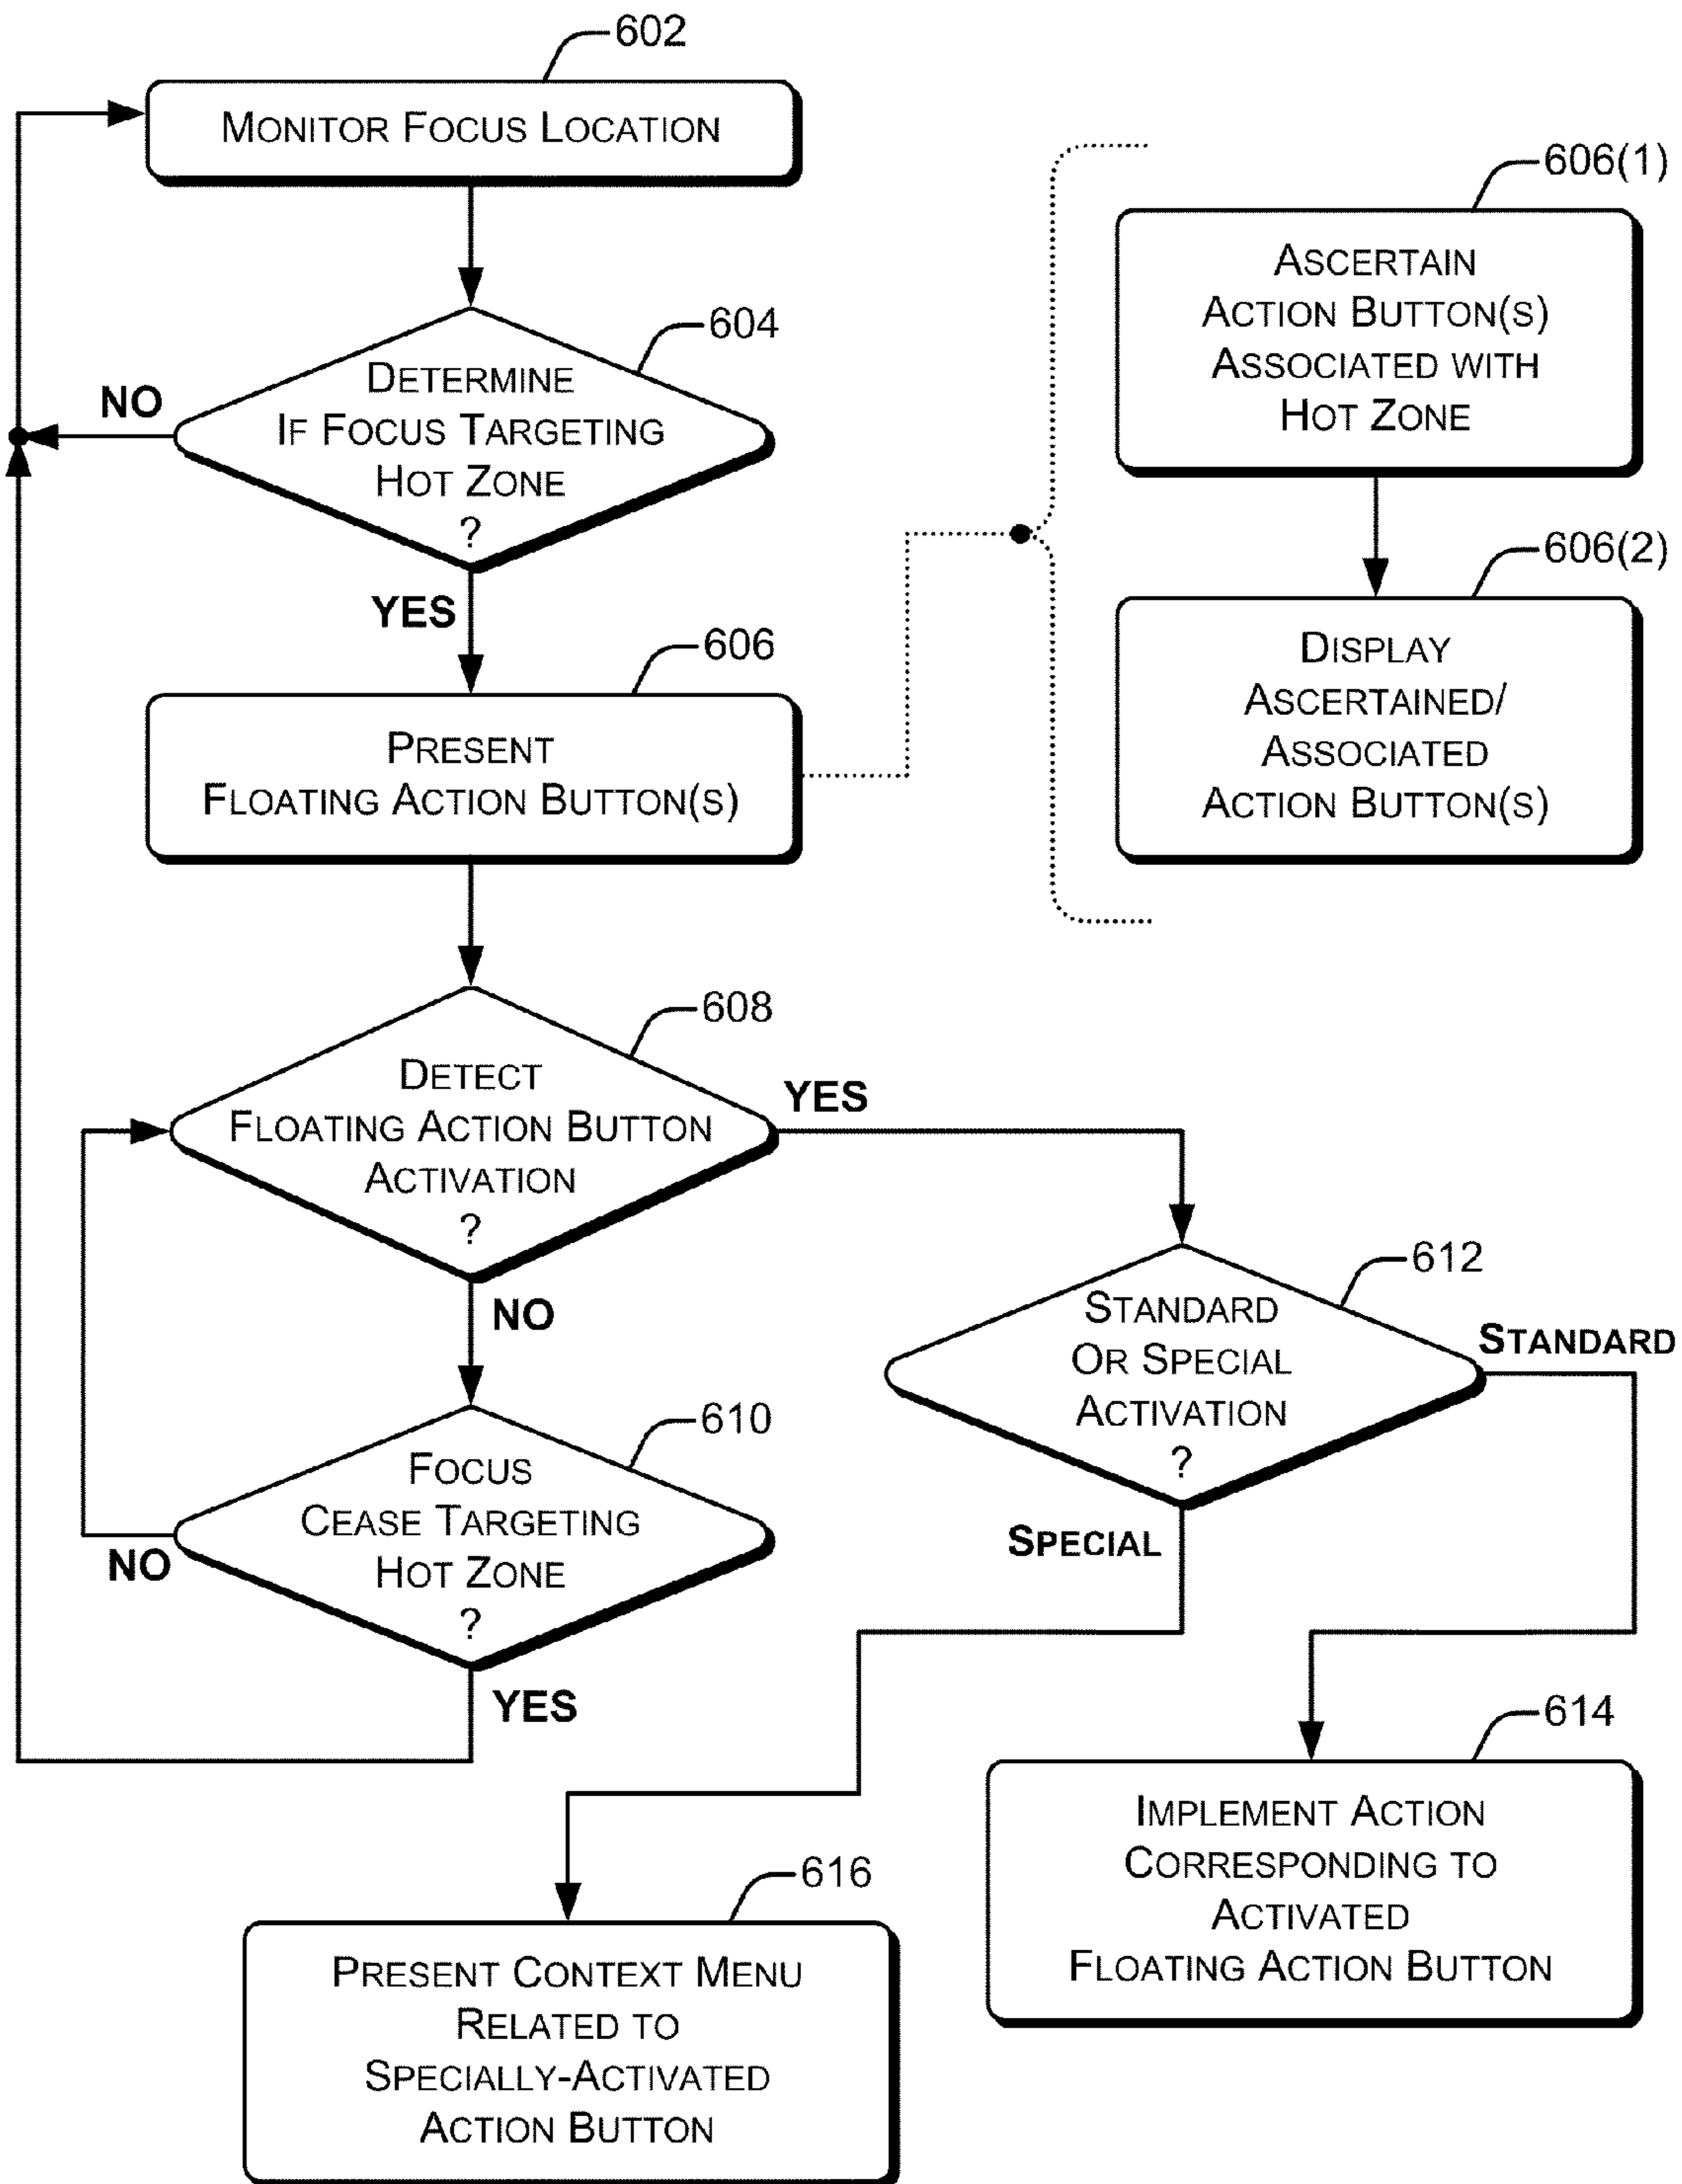 602
MONITOR FOCUS LOCATION
604
DETERMINE
IF FOCUS TARGETING
HOT ZONE
?
NO
YES
606
PRESENT
FLOATING ACTION BUTTON(S)
606(1)
ASCERTAIN
ACTION BUTTON(S)
ASSOCIATED WITH
HOT ZONE
606(2)
DISPLAY
ASCERTAINED/
ASSOCIATED
ACTION BUTTON(S)
608
DETECT
FLOATING ACTION BUTTON
ACTIVATION
?
YES
NO
610
FOCUS
CEASE TARGETING
HOT ZONE
?
NO
YES
612
STANDARD
OR SPECIAL
ACTIVATION
?
STANDARD
SPECIAL
614
IMPLEMENT ACTION
CORRESPONDING TO
ACTIVATED
FLOATING ACTION BUTTON
616
PRESENT CONTEXT MENU
RELATED TO
SPECIALLY-ACTIVATED
ACTION BUTTON